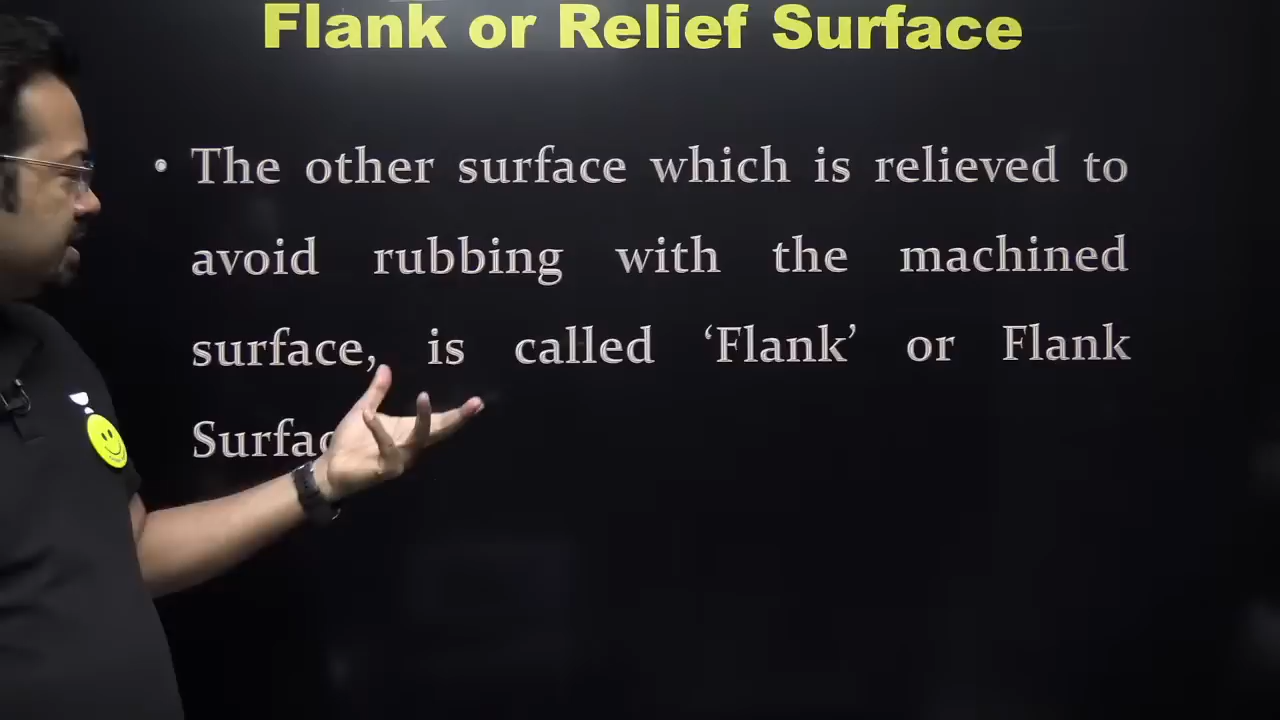 Flank or Relief Surface
• The other surface which is relieved to
avoid rubbing with the machined
surface, is called ‘Flank’ or Flank